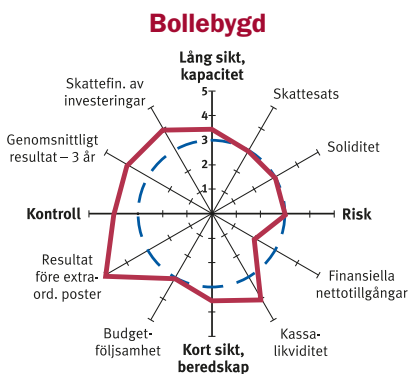 Bollebygd
Lång sikt,
kapacitet
Skattefin. av
investeringar
Skattesats
Genomsnittligt
resultat – 3 år
Soliditet
5
4
3
2
1
Kontroll
Risk
Resultat
före extra-
ord. poster
Finansiella
nettotillgångar
Budget-
följsamhet
Kassa-
likviditet
Kort sikt,
beredskap